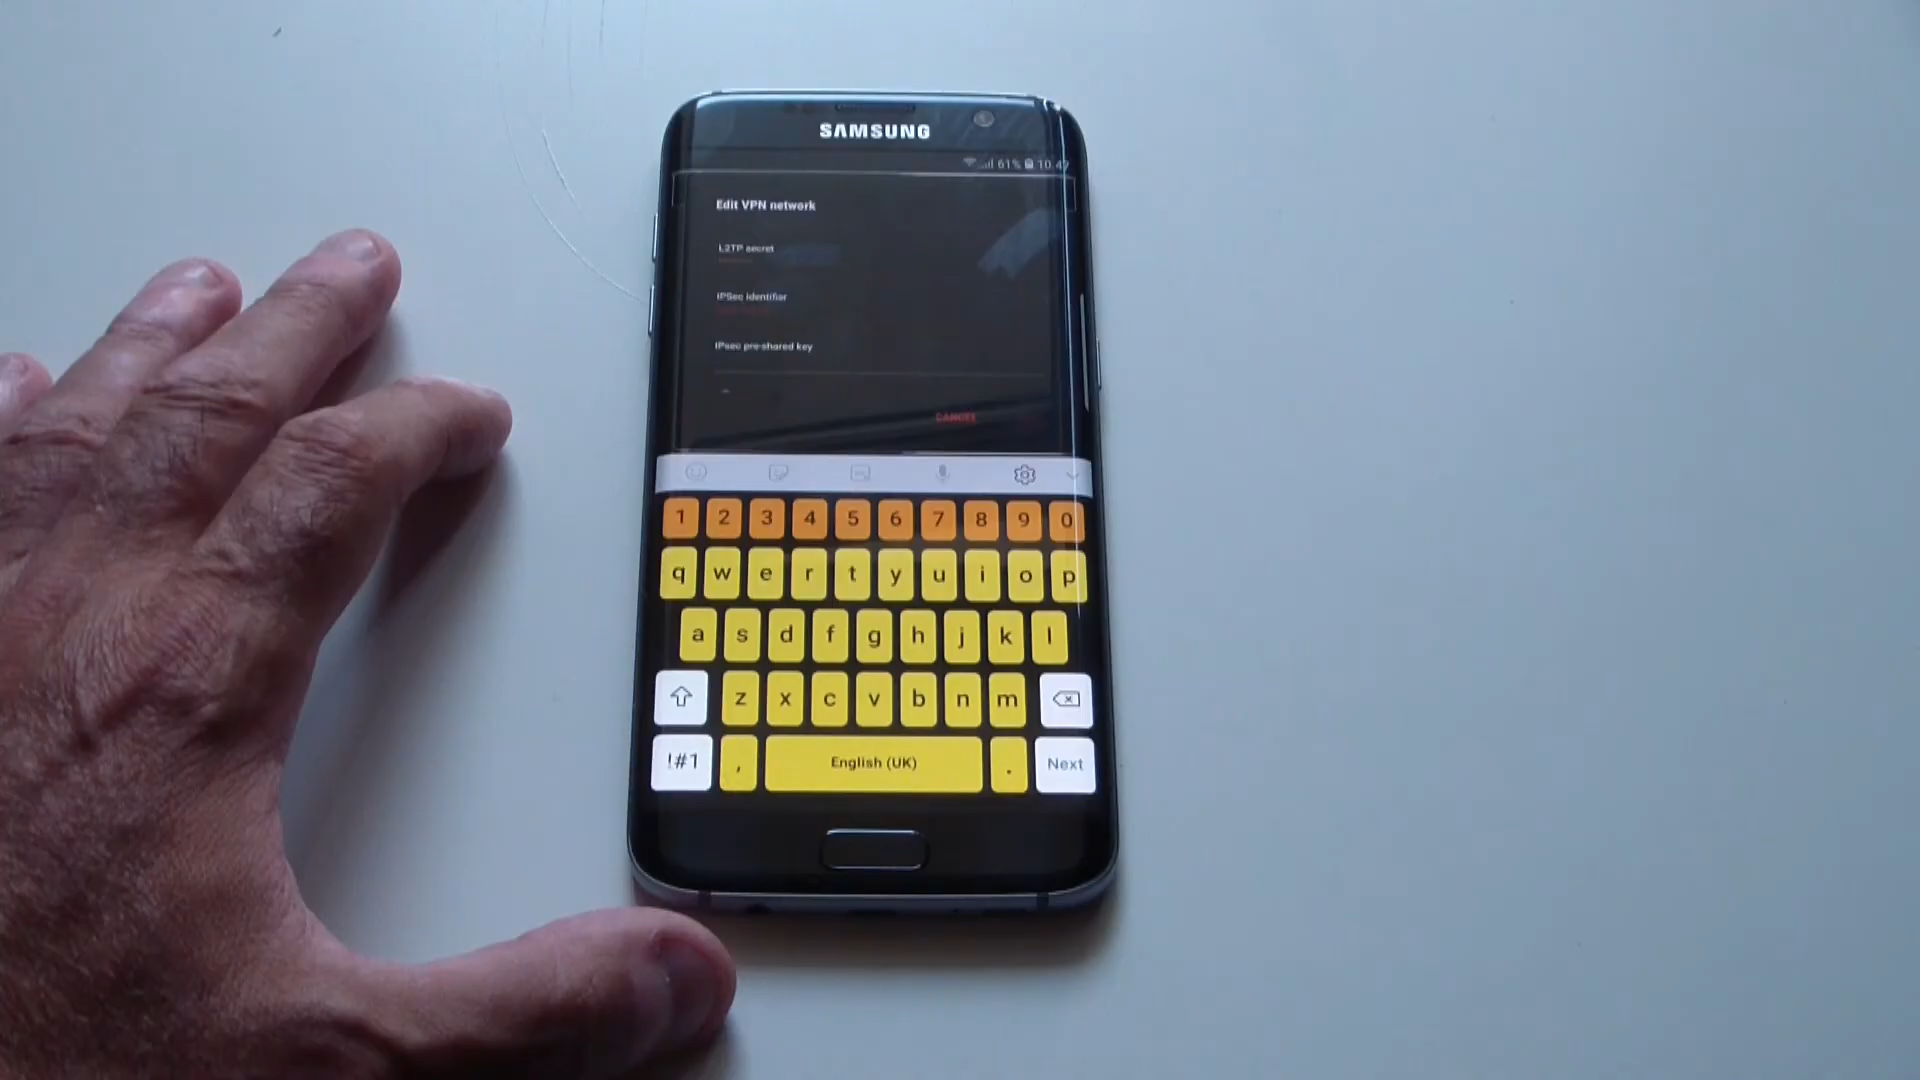 SAMSUNG
61% 10.47
Edit VPN network
L2TP secret
IPSec identifier
IPsec pre-shared key
CANCEL
1 2 3 4 5 6 7 8 9 0
q w e r t y u i o p
a s d f g h j k l
z x c v b n m
!#1 , English (UK) . Next